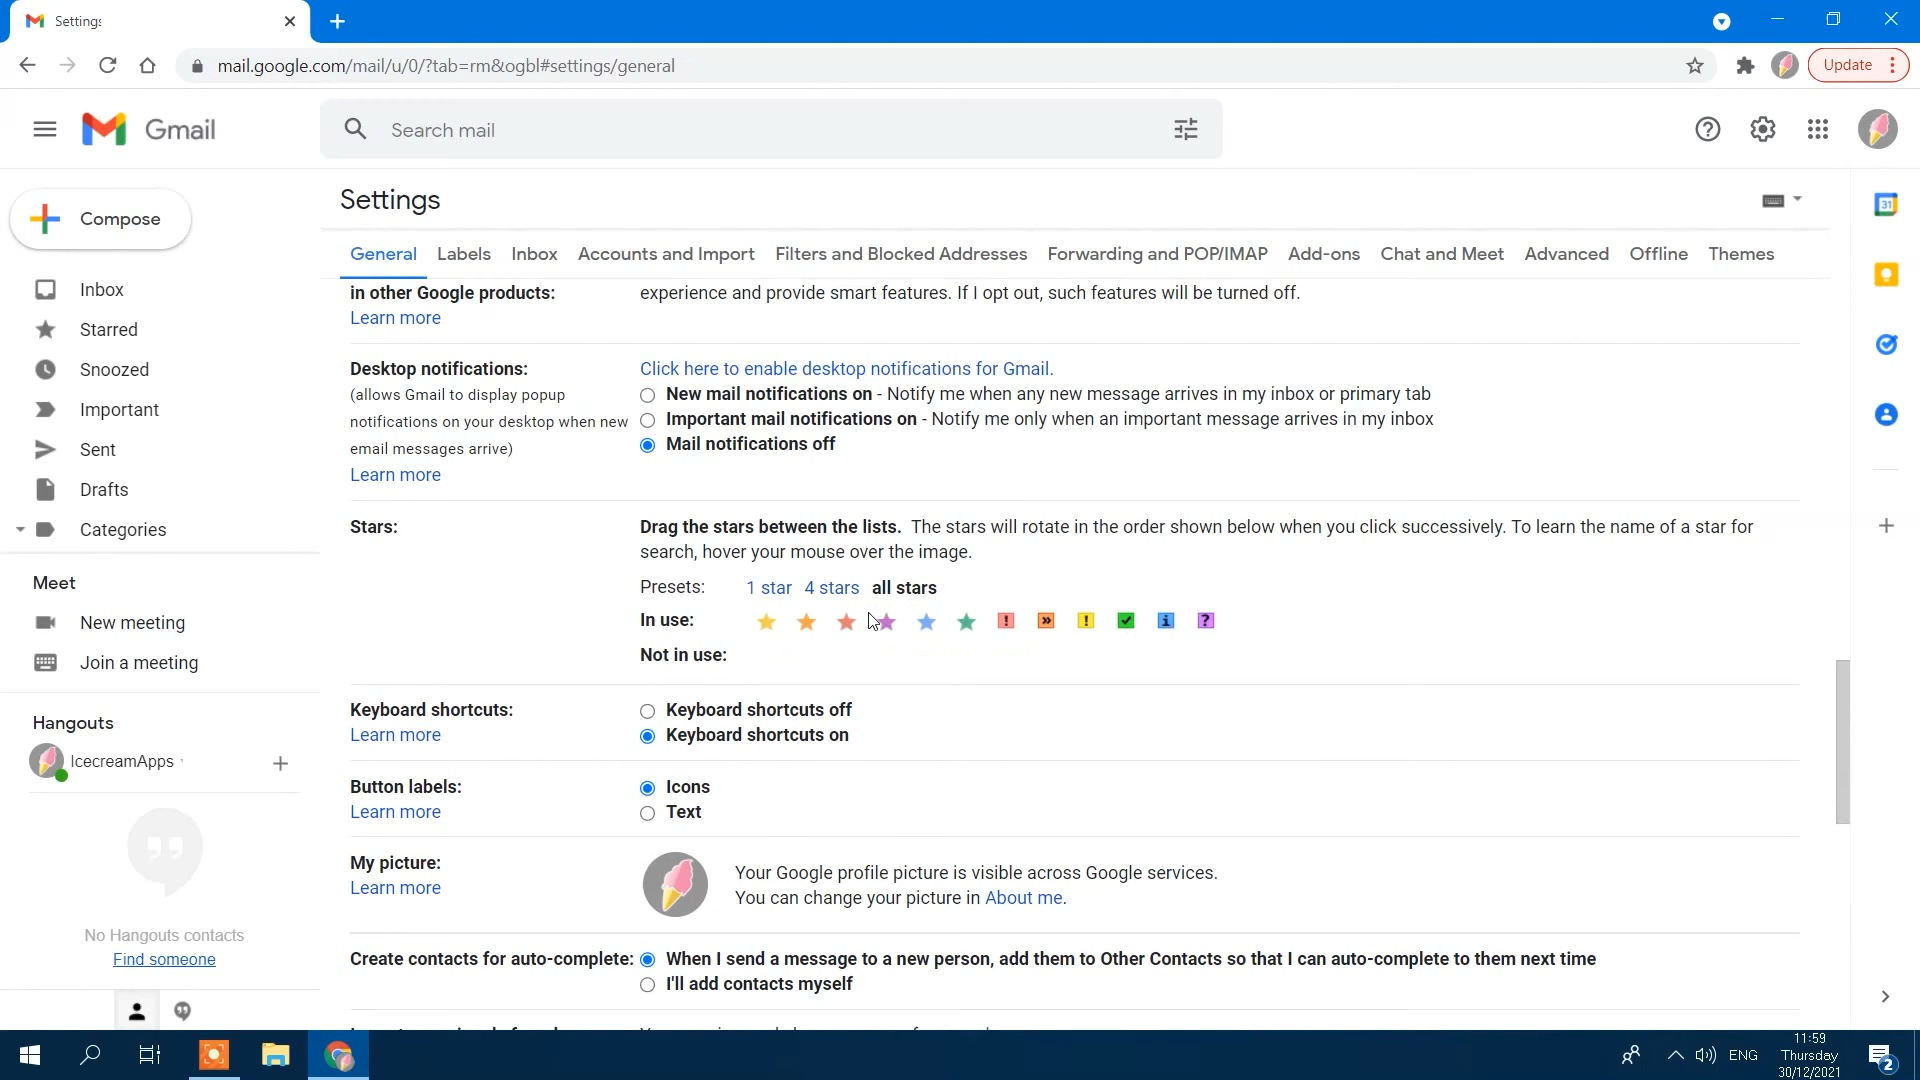 Settings
mail.google.com/mail/u/0/?tab=rm&ogbl#settings/general
Update
Gmail
Search mail
Compose
Inbox
Starred
Snoozed
Important
Sent
Drafts
Categories
Meet
New meeting
Join a meeting
Hangouts
IcecreamApps
No Hangouts contacts
Find someone
Settings
General Labels Inbox Accounts and Import Filters and Blocked Addresses Forwarding and POP/IMAP Add-ons Chat and Meet Advanced Offline Themes
in other Google products:
Learn more
experience and provide smart features. If I opt out, such features will be turned off.
Desktop notifications:
(allows Gmail to display popup
notifications on your desktop when new
email messages arrive)
Learn more
Click here to enable desktop notifications for Gmail.
New mail notifications on - Notify me when any new message arrives in my inbox or primary tab
Important mail notifications on - Notify me only when an important message arrives in my inbox
Mail notifications off
Stars:
Drag the stars between the lists. The stars will rotate in the order shown below when you click successively. To learn the name of a star for
search, hover your mouse over the image.
Presets: 1 star 4 stars all stars
In use: ! » ! ✓ i ?
Not in use:
Keyboard shortcuts:
Learn more
Keyboard shortcuts off
Keyboard shortcuts on
Button labels:
Learn more
Icons
Text
My picture:
Learn more
Your Google profile picture is visible across Google services.
You can change your picture in About me.
Create contacts for auto-complete:
When I send a message to a new person, add them to Other Contacts so that I can auto-complete to them next time
I'll add contacts myself
31
ENG
11:59
Thursday
30/12/2021
2